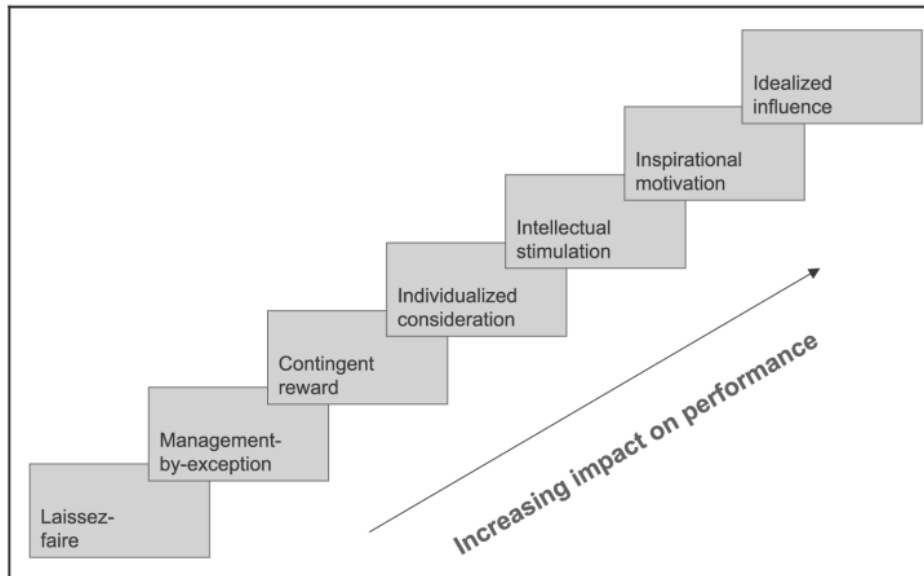 Idealized
influence
Inspirational
motivation
Intellectual
stimulation
Individualized
consideration
Contingent
reward
Management-
by-exception
Laissez-
faire
Increasing impact on performance